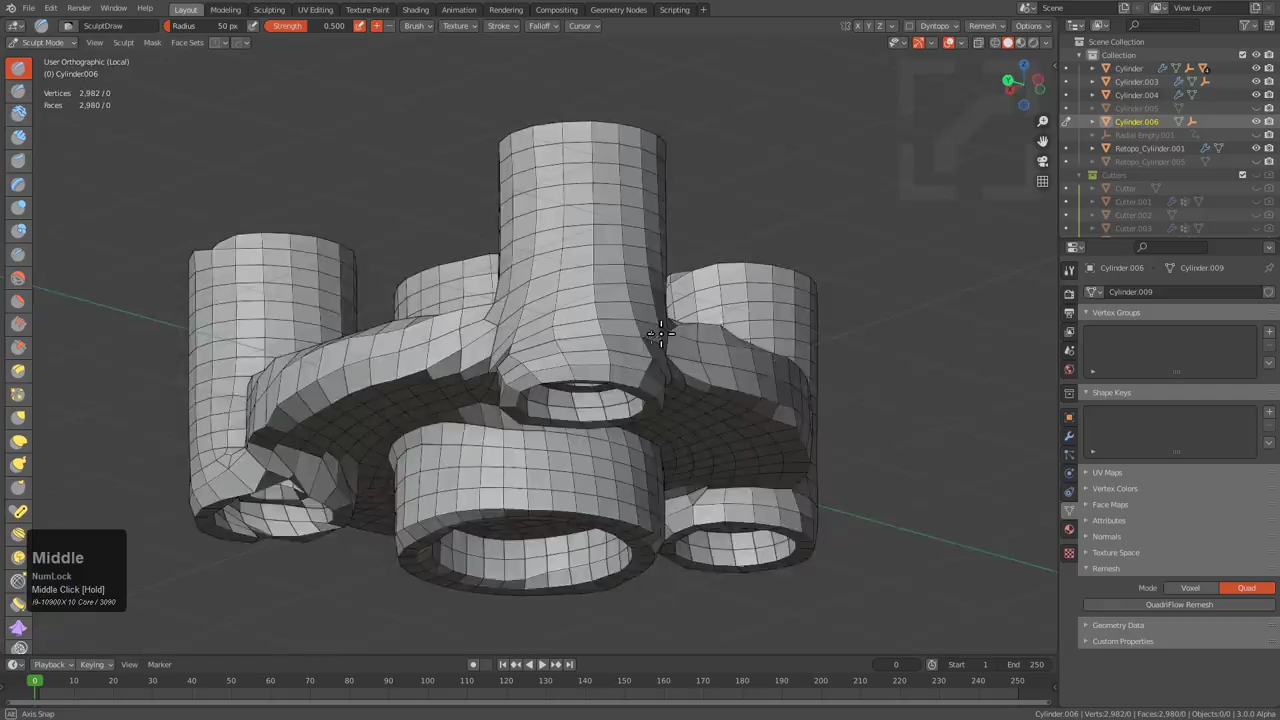 File Edit Render Window Help Layout Modeling Sculpting UV Editing Texture Paint Shading Animation Rendering Compositing Geometry Nodes Scripting + Scene View Layer
SculptDraw Radius 50 px Strength 0.500 + − Brush Texture Stroke Falloff Cursor X Y Z Dyntopo Remesh Options
Sculpt Mode View Sculpt Mask Face Sets
User Orthographic (Local)
(0) Cylinder.006
Vertices 2,982 / 0
Faces 2,980 / 0
Scene Collection
Collection
Cylinder
Cylinder.003
Cylinder.004
Cylinder.005
Cylinder.006
Radial Empty.001
Retopo_Cylinder.001
Retopo_Cylinder.005
Cutters
Cutter
Cutter.001
Cutter.002
Cutter.003
Cylinder.006 Cylinder.009
Cylinder.009
Vertex Groups
Shape Keys
UV Maps
Vertex Colors
Face Maps
Attributes
Normals
Texture Space
Remesh
Mode Voxel Quad
QuadriFlow Remesh
Geometry Data
Custom Properties
Middle
NumLock
Middle Click [Hold]
I9-10900X 10 Core / 3090
Playback Keying View Marker 0 Start 1 End 250
0 10 20 30 40 50 60 70 80 90 100 110 120 130 140 150 160 170 180 190 200 210 220 230 240 250
Axis Snap
Cylinder.006 | Verts:2,982/0 | Faces:2,980/0 | Objects:0/0 | 3.0.0 Alpha